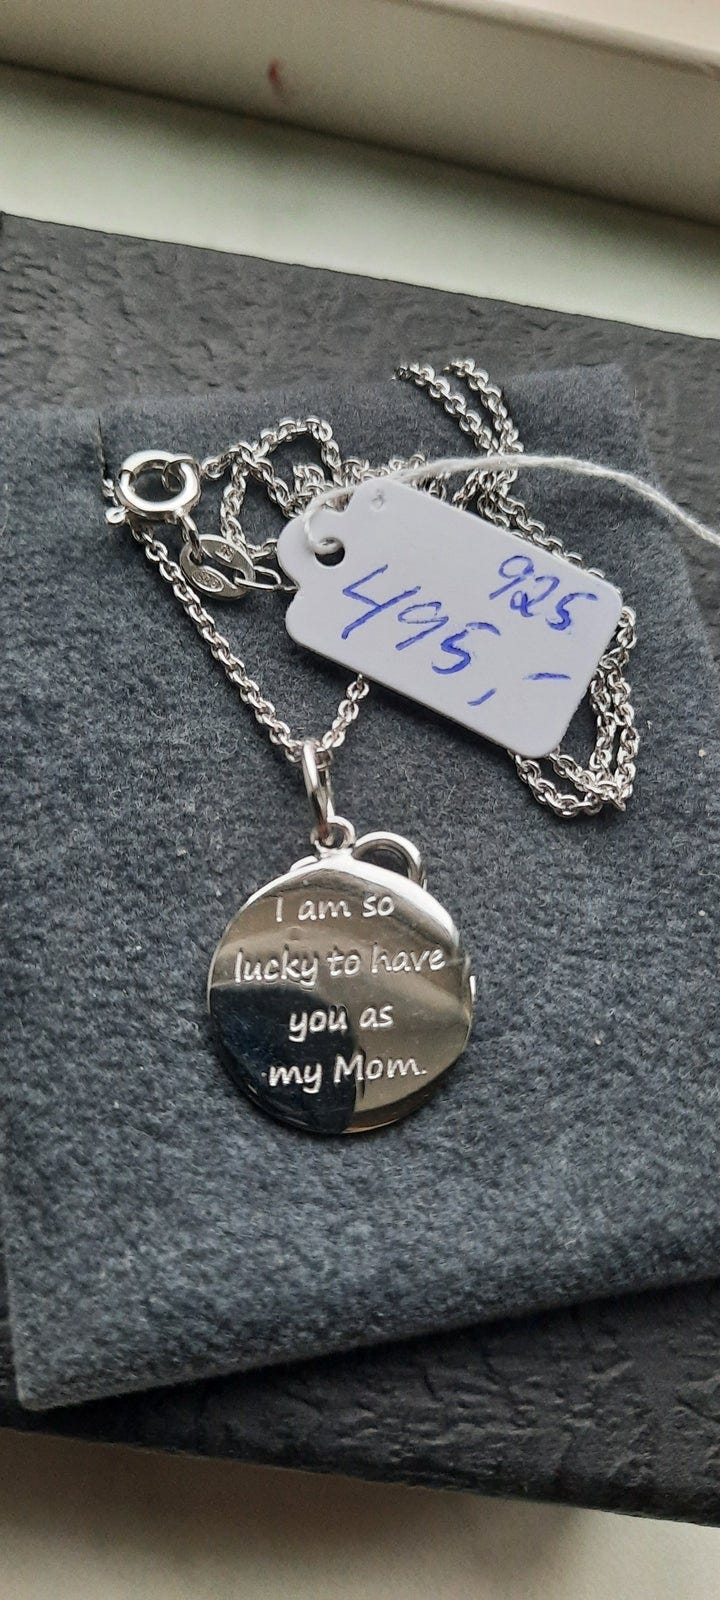 925
495,-
I am so
lucky to have
you as
my Mom.